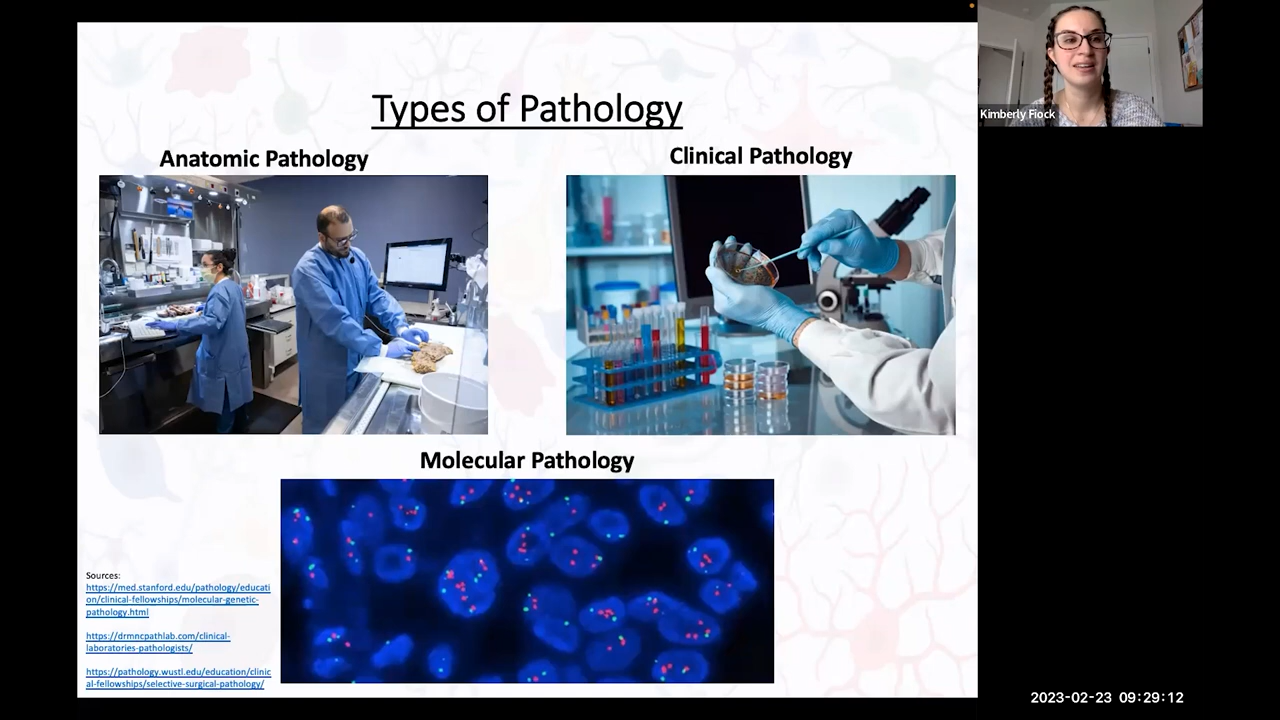 Types of Pathology
Anatomic Pathology
Clinical Pathology
Molecular Pathology
Sources:
https://med.stanford.edu/pathology/educati
on/clinical-fellowships/molecular-genetic-
pathology.html
https://drmncpathlab.com/clinical-
laboratories-pathologists/
https://pathology.wustl.edu/education/clinic
al-fellowships/selective-surgical-pathology/
Kimberly Fiock
2023-02-23 09:29:12